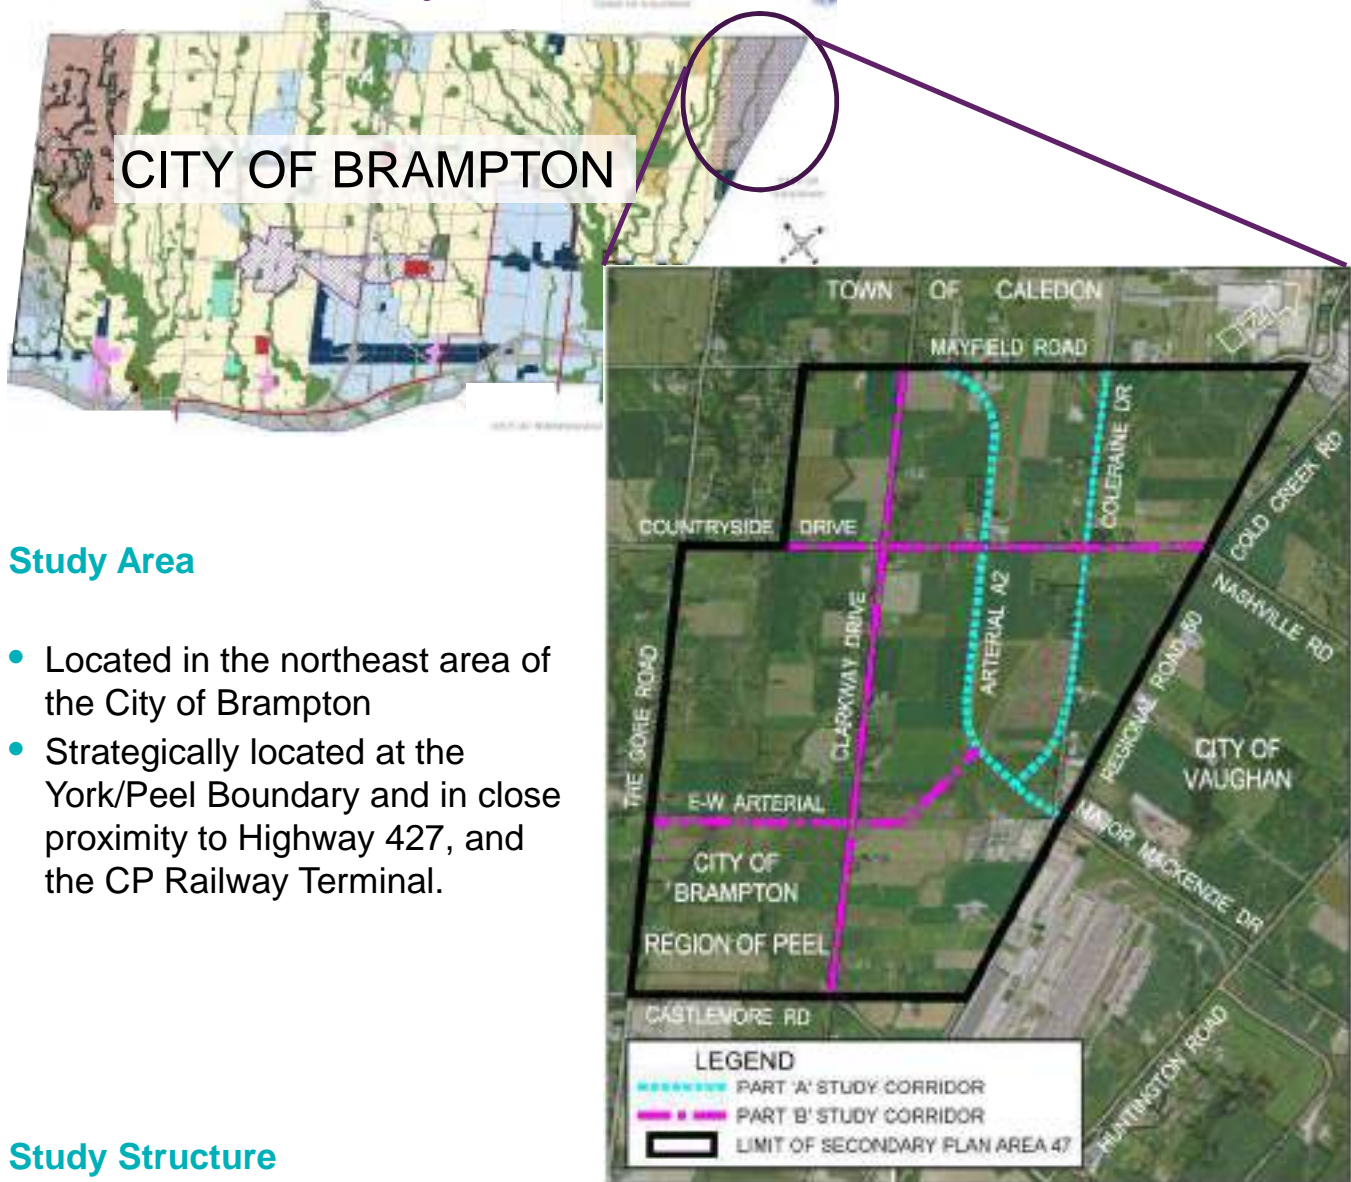 CITY OF BRAMPTON
TOWN OF CALEDON
MAYFIELD ROAD
COLERAINE DR
COLD CREEK RD
COUNTRYSIDE DRIVE
NASHVILLE RD
ARTERIAL A2
CLARKWAY DRIVE
THE GORE ROAD
REGIONAL ROAD 50
CITY OF
VAUGHAN
E-W ARTERIAL
MAJOR MACKENZIE DR
CITY OF
BRAMPTON
REGION OF PEEL
CASTLEMORE RD
HUNTINGTON ROAD
LEGEND
PART 'A' STUDY CORRIDOR
PART 'B' STUDY CORRIDOR
LIMIT OF SECONDARY PLAN AREA 47
Study Area
• Located in the northeast area of
the City of Brampton
• Strategically located at the
York/Peel Boundary and in close
proximity to Highway 427, and
the CP Railway Terminal.
Study Structure